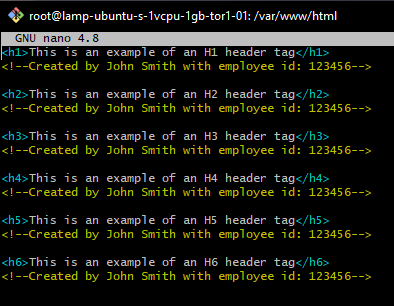 root@lamp-ubuntu-s-1vcpu-1gb-tor1-01: /var/www/html
GNU nano 4.8
<h1>This is an example of an H1 header tag</h1>
<!--Created by John Smith with employee id: 123456-->
<h2>This is an example of an H2 header tag</h2>
<!--Created by John Smith with employee id: 123456-->
<h3>This is an example of an H3 header tag</h3>
<!--Created by John Smith with employee id: 123456-->
<h4>This is an example of an H4 header tag</h4>
<!--Created by John Smith with employee id: 123456-->
<h5>This is an example of an H5 header tag</h5>
<!--Created by John Smith with employee id: 123456-->
<h6>This is an example of an H6 header tag</h6>
<!--Created by John Smith with employee id: 123456-->